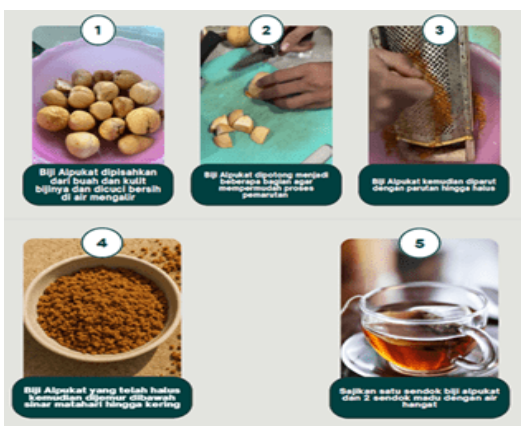 1
Biji Alpukat dipisahkan
dari buah dan kulit
bijinya dan dicuci bersih
di air mengalir
2
Biji Alpukat dipotong menjadi
beberapa bagian agar
mempermudah proses
pemarutan
3
Biji Alpukat kemudian diparut
dengan parutan hingga halus
4
Biji Alpukat yang telah halus
kemudian dijemur dibawah
sinar matahari hingga kering
5
Sajikan satu sendok biji alpukat
dan 2 sendok madu dengan air
hangat